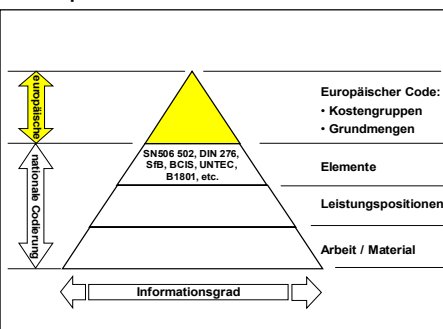 europäische
nationale Codierung
Europäischer Code:
• Kostengruppen
• Grundmengen
SN506 502, DIN 276,
SfB, BCIS, UNTEC,
B1801, etc.
Elemente
Leistungspositionen
Arbeit / Material
Informationsgrad